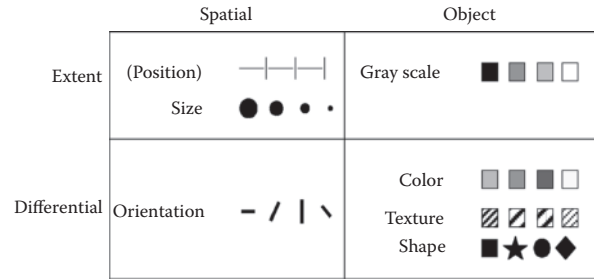 Spatial Object
Extent (Position) Gray scale
Size
Color
Differential Orientation Texture
Shape